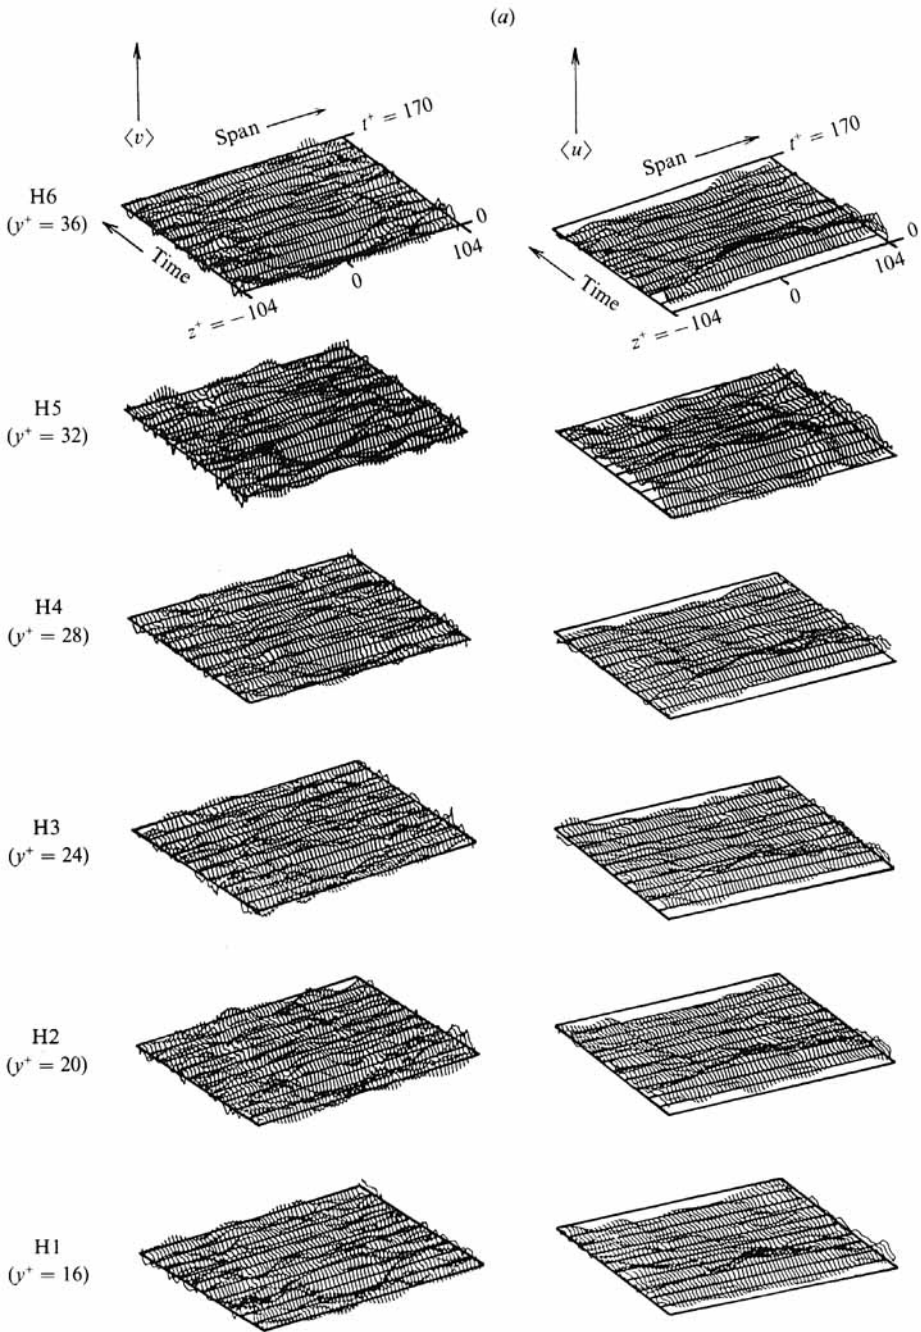 (a)
⟨v⟩
Span
t⁺ = 170
⟨u⟩
Span
t⁺ = 170
H6
(y⁺ = 36)
Time
z⁺ = −104
0
104
0
Time
z⁺ = −104
0
104
0
H5
(y⁺ = 32)
H4
(y⁺ = 28)
H3
(y⁺ = 24)
H2
(y⁺ = 20)
H1
(y⁺ = 16)